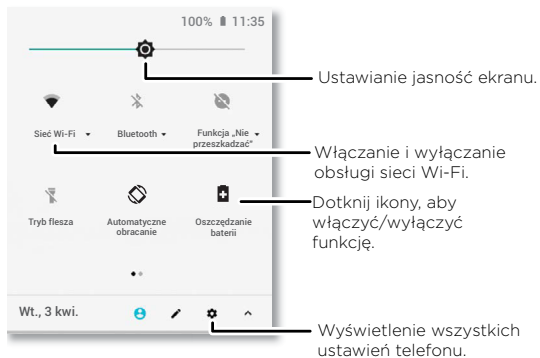 100% 11:35
Ustawianie jasność ekranu.
Sieć Wi-Fi
Bluetooth
Funkcja „Nie
przeszkadzać”
Włączanie i wyłączanie
obsługi sieci Wi-Fi.
Tryb flesza
Automatyczne
obracanie
Oszczędzanie
baterii
Dotknij ikony, aby
włączyć/wyłączyć
funkcję.
Wt., 3 kwi.
Wyświetlenie wszystkich
ustawień telefonu.